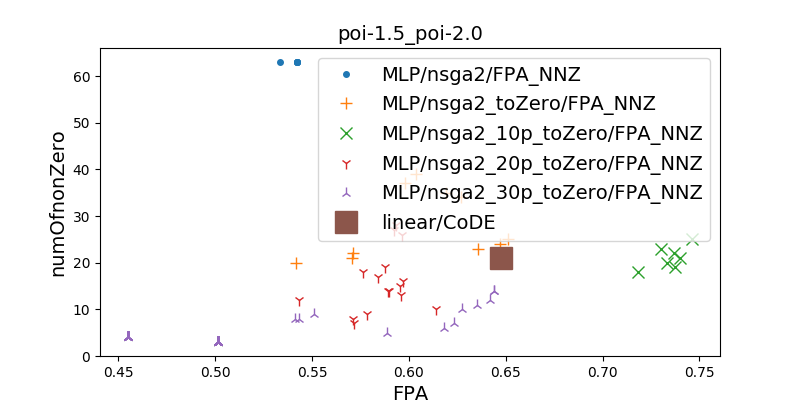 poi-1.5_poi-2.0
numOfnonZero
60
50
40
30
20
10
0
MLP/nsga2/FPA_NNZ
MLP/nsga2_toZero/FPA_NNZ
MLP/nsga2_10p_toZero/FPA_NNZ
MLP/nsga2_20p_toZero/FPA_NNZ
MLP/nsga2_30p_toZero/FPA_NNZ
linear/CoDE
0.45 0.50 0.55 0.60 0.65 0.70 0.75
FPA